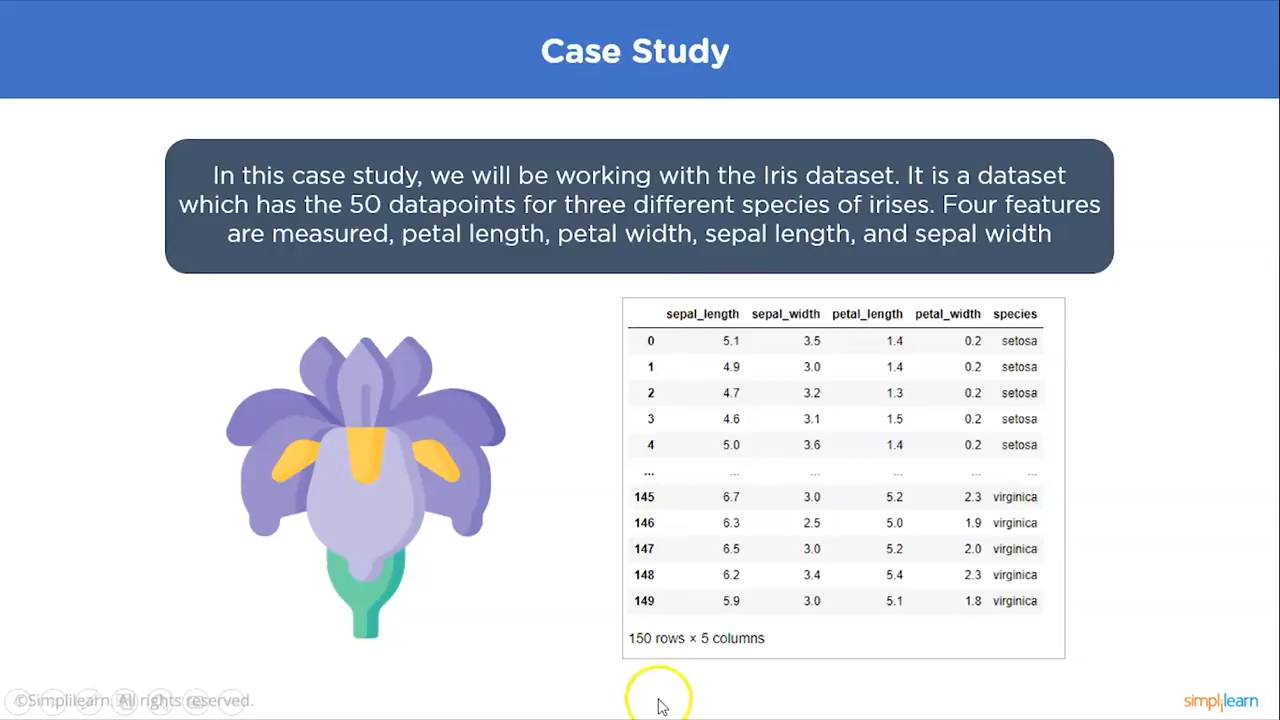 Case Study
In this case study, we will be working with the Iris dataset. It is a dataset
which has the 50 datapoints for three different species of irises. Four features
are measured, petal length, petal width, sepal length, and sepal width
sepal_length sepal_width petal_length petal_width species
0 5.1 3.5 1.4 0.2 setosa
1 4.9 3.0 1.4 0.2 setosa
2 4.7 3.2 1.3 0.2 setosa
3 4.6 3.1 1.5 0.2 setosa
4 5.0 3.6 1.4 0.2 setosa
... ... ... ... ... ...
145 6.7 3.0 5.2 2.3 virginica
146 6.3 2.5 5.0 1.9 virginica
147 6.5 3.0 5.2 2.0 virginica
148 6.2 3.4 5.4 2.3 virginica
149 5.9 3.0 5.1 1.8 virginica
150 rows × 5 columns
©Simplilearn. All rights reserved.
simplilearn